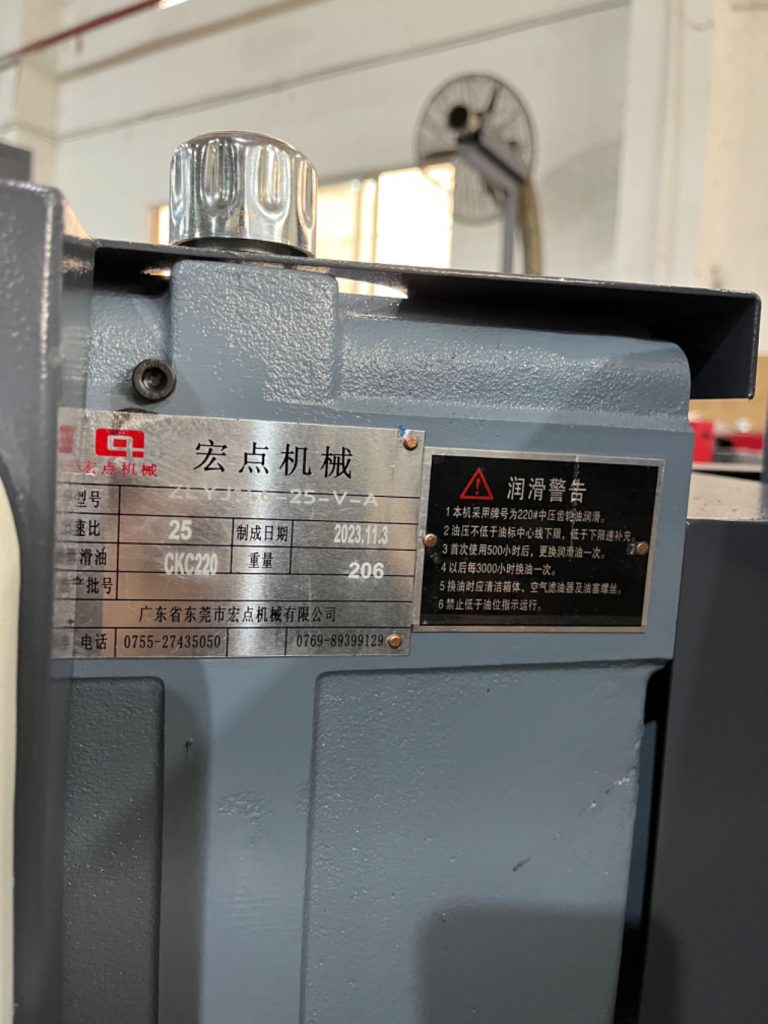 宏点机械
宏点机械
型号 25-V-A
速比 25 制成日期 2023.11.3
滑油 CKC220 重量 206
产批号
广东省东莞市宏点机械有限公司
电话 0755-27435050 0769-89399129
润滑警告
1本机采用牌号为220#中压齿轮油润滑。
2油压不低于油标中心线下限，低于下限速补充。
3首次使用500小时后，更换润滑油一次。
4以后每3000小时换油一次。
5换油时应清洁箱体、空气滤油器及油塞螺丝。
6禁止低于油位指示运行。